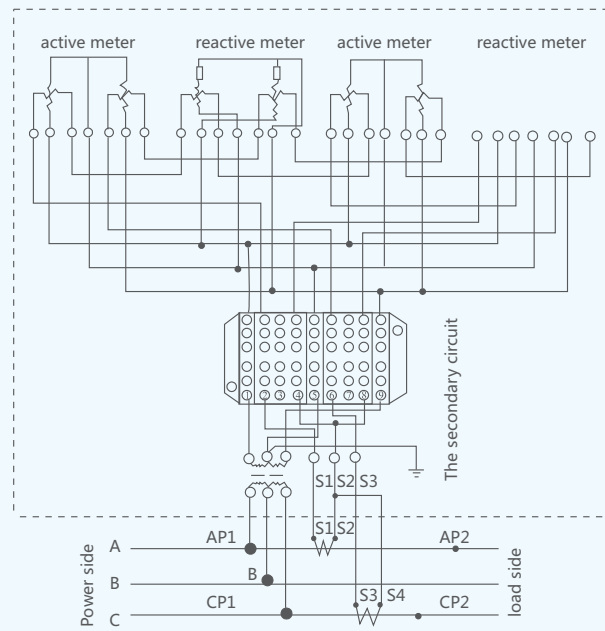 active meter reactive meter active meter reactive meter
1 2 3 4 5 6 7 8 9
The secondary circuit
S1 S2 S3
S1 S2
Power side
A AP1 AP2
B B
S3 S4
C CP1 CP2
load side